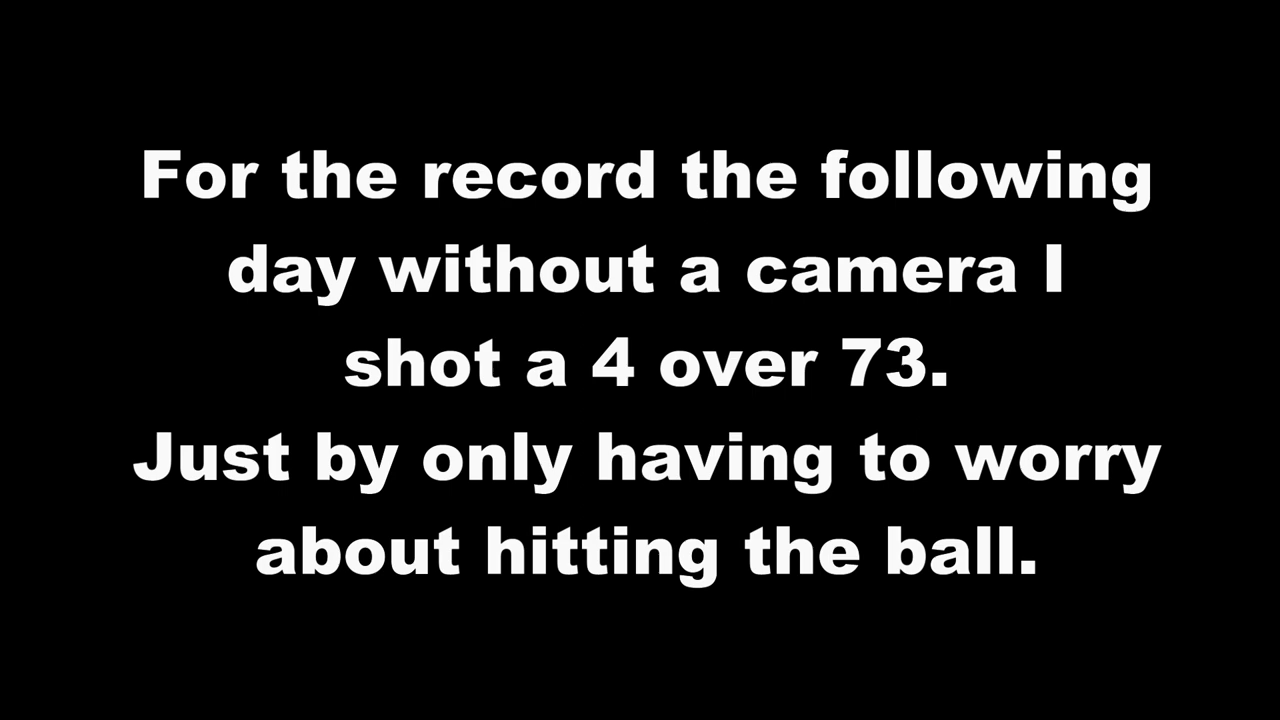 For the record the following
day without a camera I
shot a 4 over 73.
Just by only having to worry
about hitting the ball.